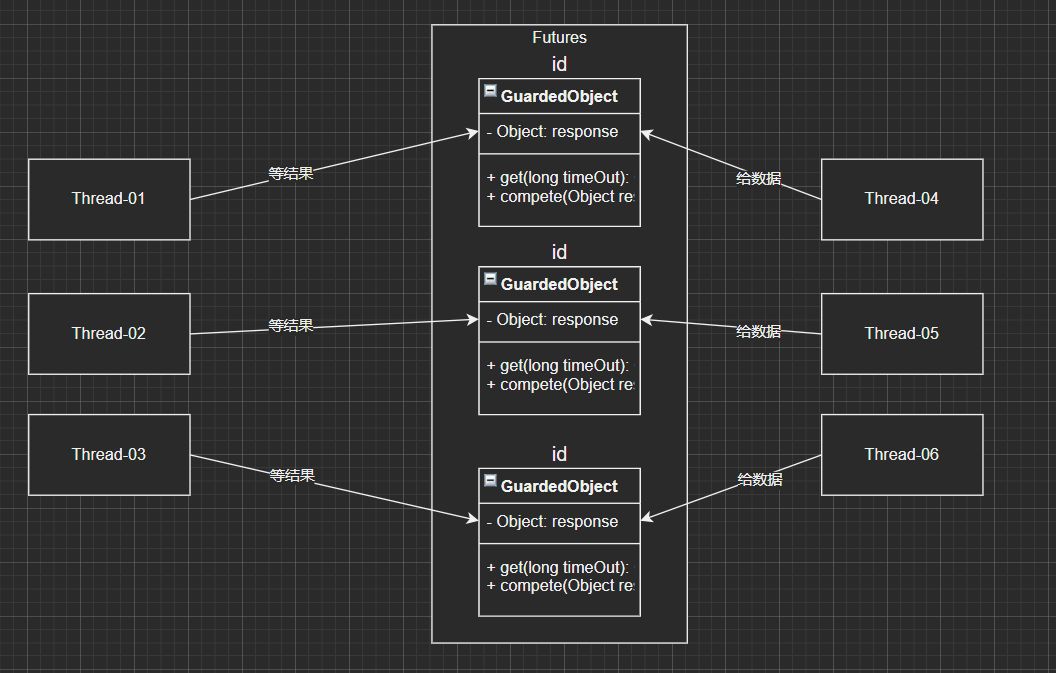 Futures
id
GuardedObject
- Object: response
+ get(long timeOut):
+ compete(Object res
Thread-01
等结果
给数据
Thread-04
id
GuardedObject
- Object: response
+ get(long timeOut):
+ compete(Object res
Thread-02
等结果
给数据
Thread-05
id
GuardedObject
- Object: response
+ get(long timeOut):
+ compete(Object res
Thread-03
等结果
给数据
Thread-06